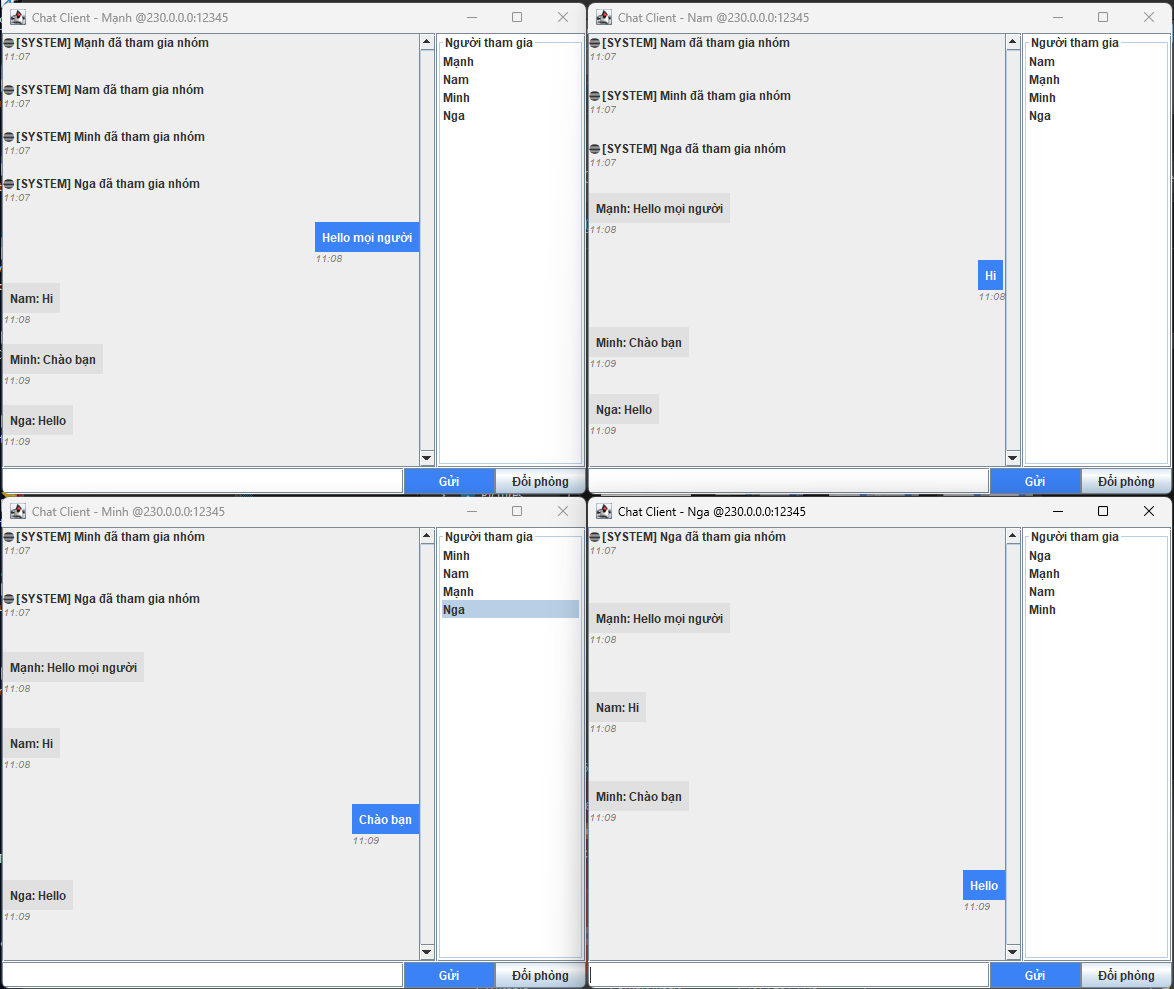 Chat Client - Mạnh @230.0.0.0:12345
[SYSTEM] Mạnh đã tham gia nhóm
11:07
[SYSTEM] Nam đã tham gia nhóm
11:07
[SYSTEM] Minh đã tham gia nhóm
11:07
[SYSTEM] Nga đã tham gia nhóm
11:07
Hello mọi người
11:08
Nam: Hi
11:08
Minh: Chào bạn
11:09
Nga: Hello
11:09
Người tham gia
Mạnh
Nam
Minh
Nga
Gửi
Đổi phòng
Chat Client - Nam @230.0.0.0:12345
[SYSTEM] Nam đã tham gia nhóm
11:07
[SYSTEM] Minh đã tham gia nhóm
11:07
[SYSTEM] Nga đã tham gia nhóm
11:07
Mạnh: Hello mọi người
11:08
Hi
11:08
Minh: Chào bạn
11:09
Nga: Hello
11:09
Người tham gia
Nam
Mạnh
Minh
Nga
Gửi
Đổi phòng
Chat Client - Minh @230.0.0.0:12345
[SYSTEM] Minh đã tham gia nhóm
11:07
[SYSTEM] Nga đã tham gia nhóm
11:07
Mạnh: Hello mọi người
11:08
Nam: Hi
11:08
Chào bạn
11:09
Nga: Hello
11:09
Người tham gia
Minh
Nam
Mạnh
Nga
Gửi
Đổi phòng
Chat Client - Nga @230.0.0.0:12345
[SYSTEM] Nga đã tham gia nhóm
11:07
Mạnh: Hello mọi người
11:08
Nam: Hi
11:08
Minh: Chào bạn
11:09
Hello
11:09
Người tham gia
Nga
Mạnh
Nam
Minh
Gửi
Đổi phòng